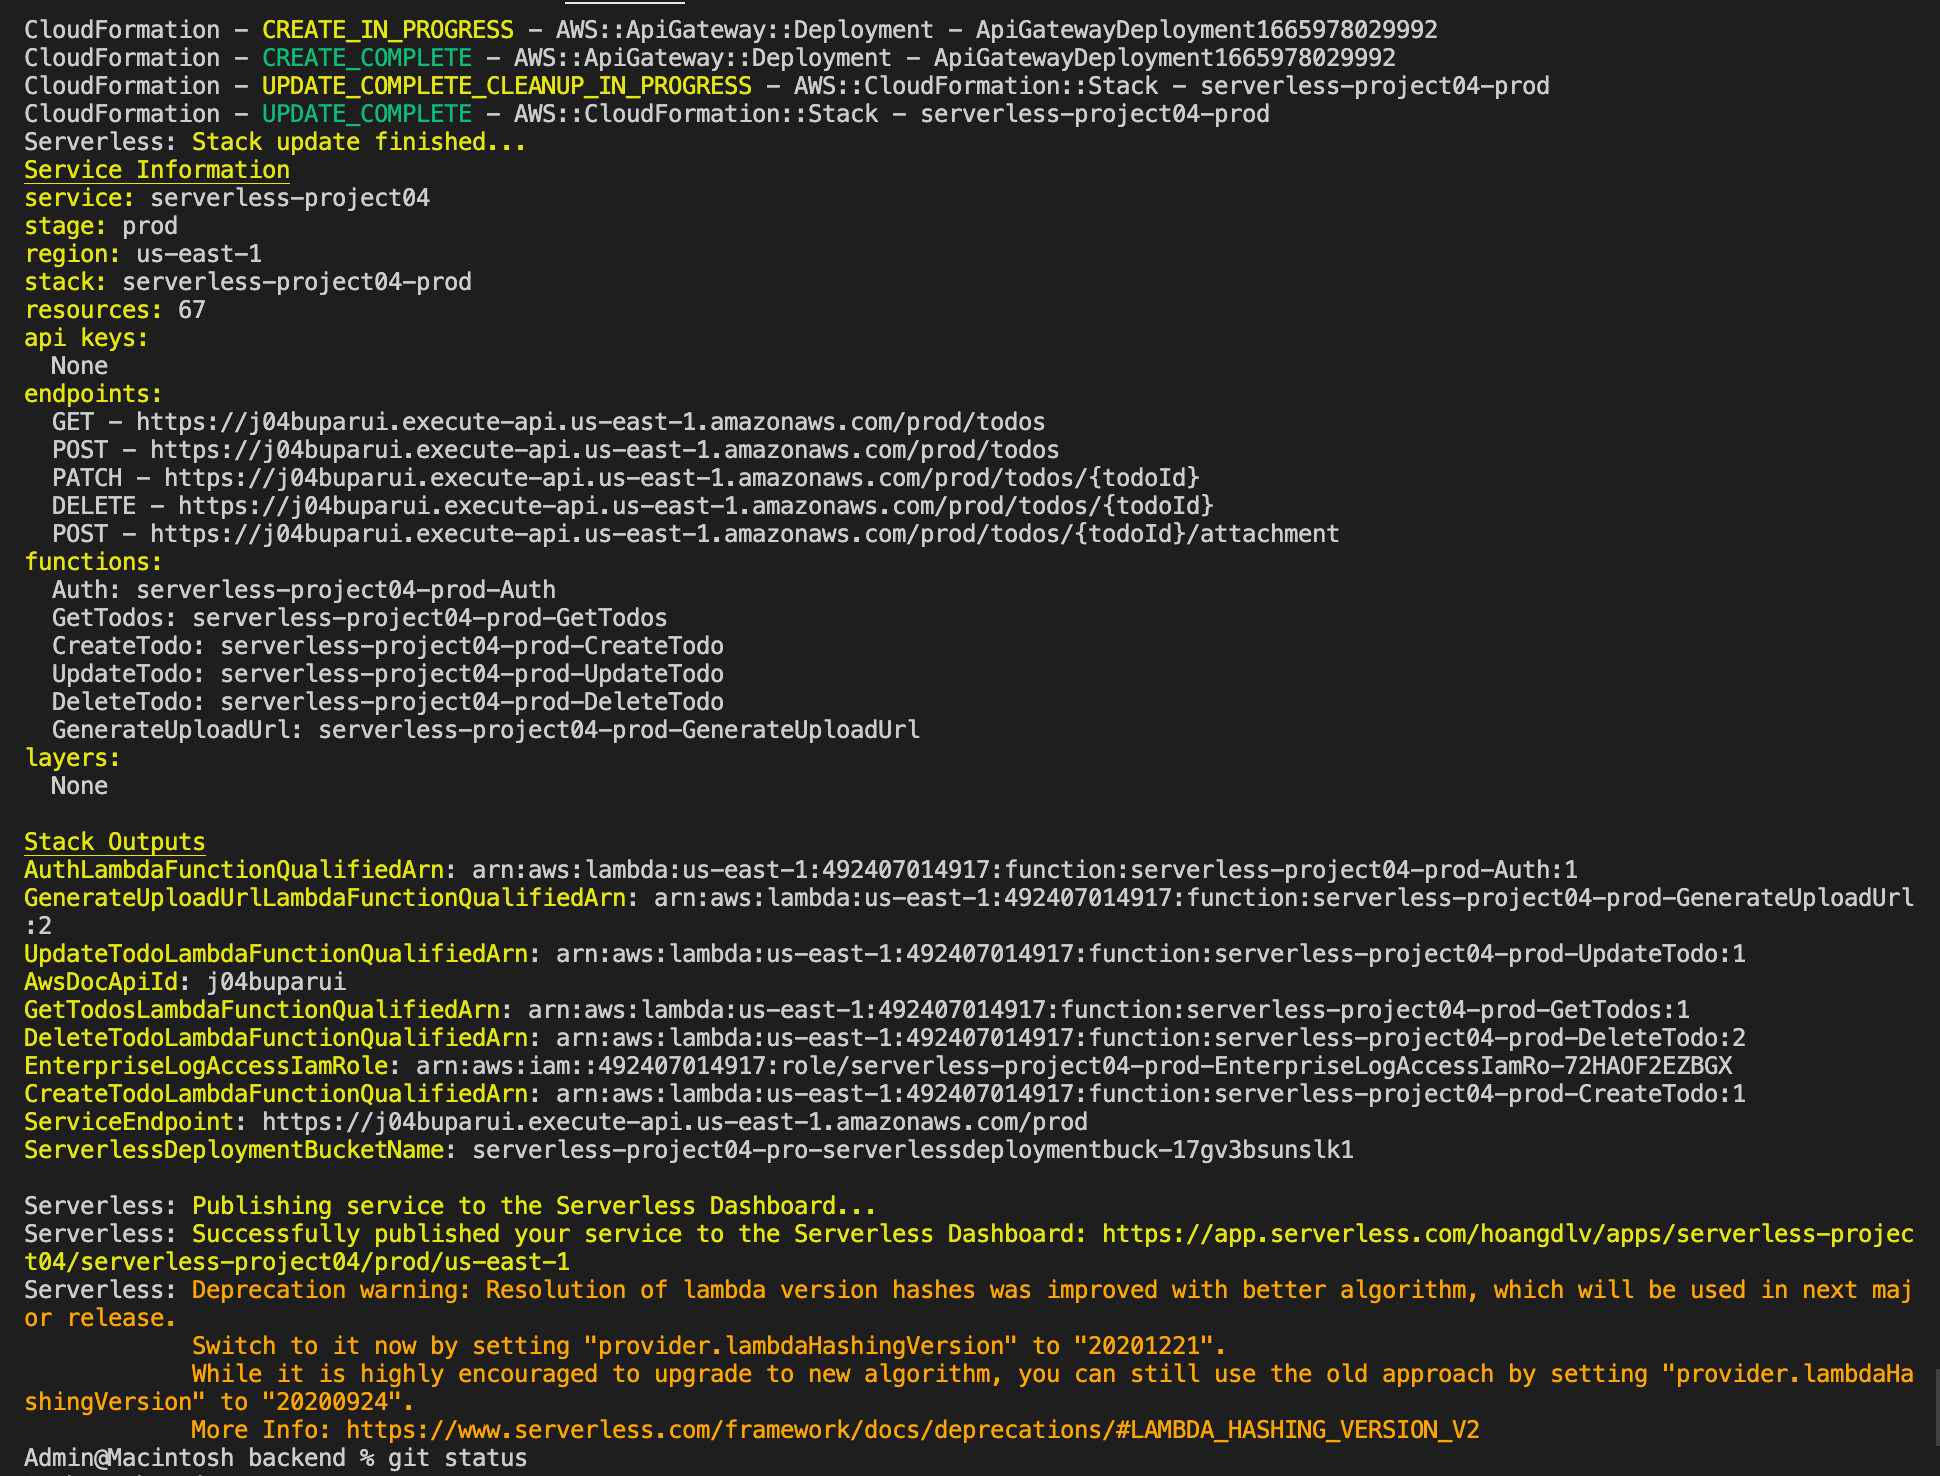 CloudFormation – CREATE_IN_PROGRESS – AWS::ApiGateway::Deployment – ApiGatewayDeployment1665978029992
CloudFormation – CREATE_COMPLETE – AWS::ApiGateway::Deployment – ApiGatewayDeployment1665978029992
CloudFormation – UPDATE_COMPLETE_CLEANUP_IN_PROGRESS – AWS::CloudFormation::Stack – serverless-project04-prod
CloudFormation – UPDATE_COMPLETE – AWS::CloudFormation::Stack – serverless-project04-prod
Serverless: Stack update finished...
Service Information
service: serverless-project04
stage: prod
region: us-east-1
stack: serverless-project04-prod
resources: 67
api keys:
  None
endpoints:
  GET – https://j04buparui.execute-api.us-east-1.amazonaws.com/prod/todos
  POST – https://j04buparui.execute-api.us-east-1.amazonaws.com/prod/todos
  PATCH – https://j04buparui.execute-api.us-east-1.amazonaws.com/prod/todos/{todoId}
  DELETE – https://j04buparui.execute-api.us-east-1.amazonaws.com/prod/todos/{todoId}
  POST – https://j04buparui.execute-api.us-east-1.amazonaws.com/prod/todos/{todoId}/attachment
functions:
  Auth: serverless-project04-prod-Auth
  GetTodos: serverless-project04-prod-GetTodos
  CreateTodo: serverless-project04-prod-CreateTodo
  UpdateTodo: serverless-project04-prod-UpdateTodo
  DeleteTodo: serverless-project04-prod-DeleteTodo
  GenerateUploadUrl: serverless-project04-prod-GenerateUploadUrl
layers:
  None
Stack Outputs
AuthLambdaFunctionQualifiedArn: arn:aws:lambda:us-east-1:492407014917:function:serverless-project04-prod-Auth:1
GenerateUploadUrlLambdaFunctionQualifiedArn: arn:aws:lambda:us-east-1:492407014917:function:serverless-project04-prod-GenerateUploadUrl
:2
UpdateTodoLambdaFunctionQualifiedArn: arn:aws:lambda:us-east-1:492407014917:function:serverless-project04-prod-UpdateTodo:1
AwsDocApiId: j04buparui
GetTodosLambdaFunctionQualifiedArn: arn:aws:lambda:us-east-1:492407014917:function:serverless-project04-prod-GetTodos:1
DeleteTodoLambdaFunctionQualifiedArn: arn:aws:lambda:us-east-1:492407014917:function:serverless-project04-prod-DeleteTodo:2
EnterpriseLogAccessIamRole: arn:aws:iam::492407014917:role/serverless-project04-prod-EnterpriseLogAccessIamRo-72HAOF2EZBGX
CreateTodoLambdaFunctionQualifiedArn: arn:aws:lambda:us-east-1:492407014917:function:serverless-project04-prod-CreateTodo:1
ServiceEndpoint: https://j04buparui.execute-api.us-east-1.amazonaws.com/prod
ServerlessDeploymentBucketName: serverless-project04-pro-serverlessdeploymentbuck-17gv3bsunslk1
Serverless: Publishing service to the Serverless Dashboard...
Serverless: Successfully published your service to the Serverless Dashboard: https://app.serverless.com/hoangdlv/apps/serverless-projec
t04/serverless-project04/prod/us-east-1
Serverless: Deprecation warning: Resolution of lambda version hashes was improved with better algorithm, which will be used in next maj
or release.
            Switch to it now by setting "provider.lambdaHashingVersion" to "20201221".
            While it is highly encouraged to upgrade to new algorithm, you can still use the old approach by setting "provider.lambdaHa
shingVersion" to "20200924".
            More Info: https://www.serverless.com/framework/docs/deprecations/#LAMBDA_HASHING_VERSION_V2
Admin@Macintosh backend % git status